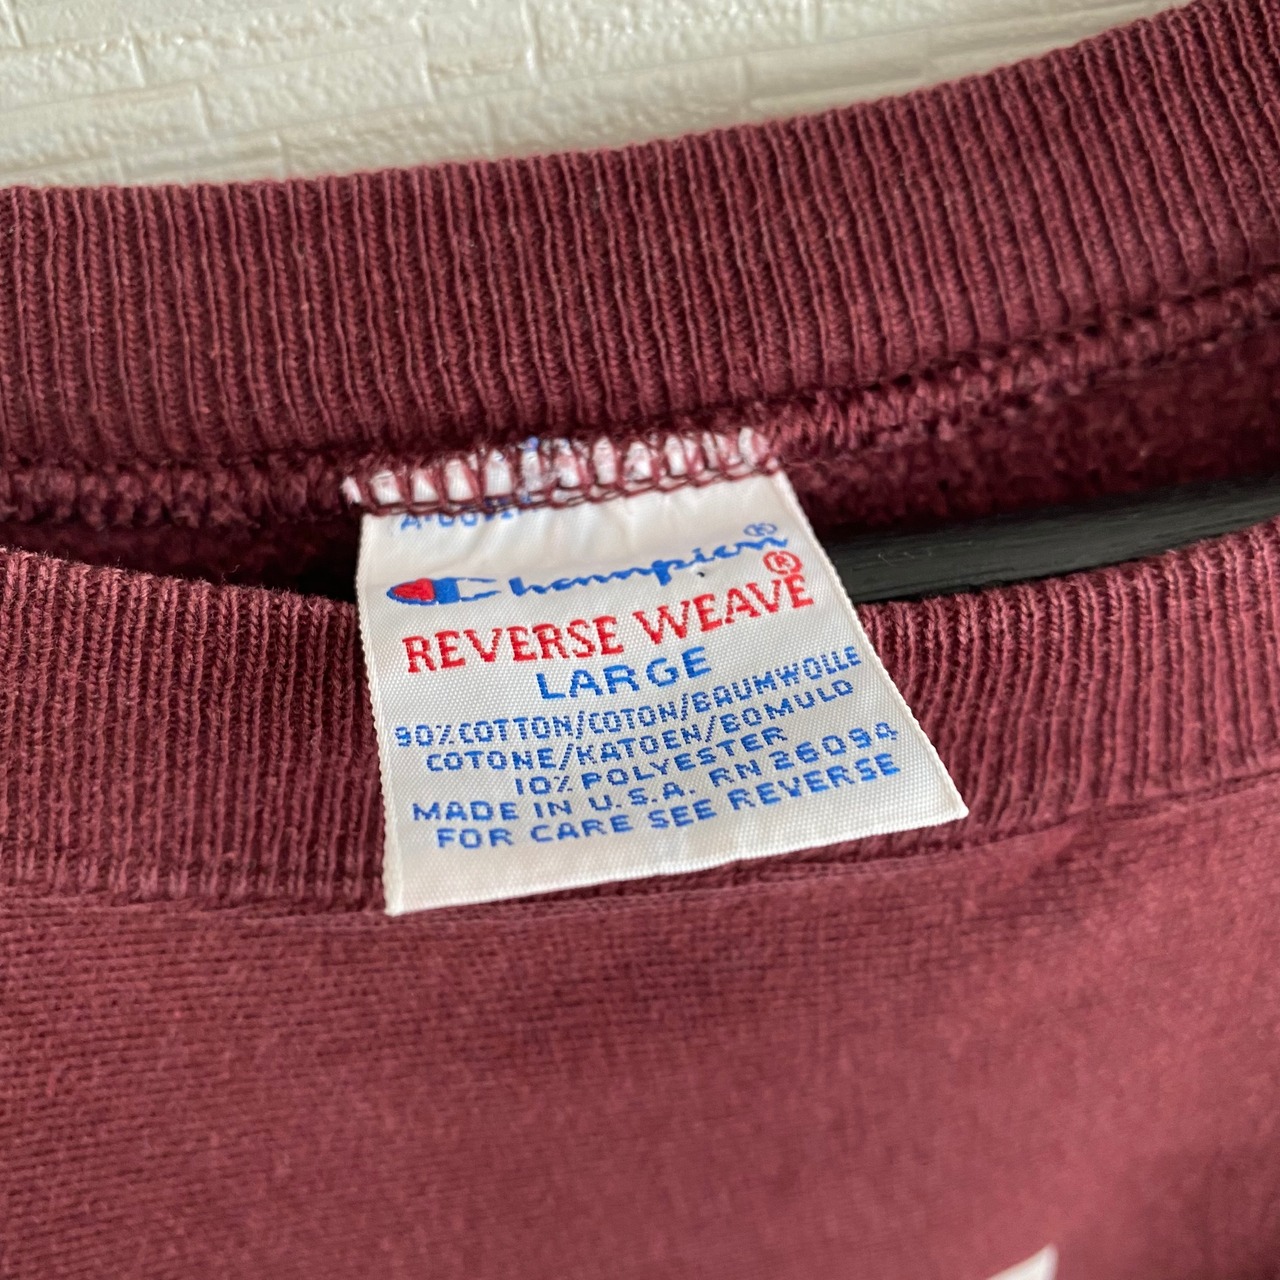 Champion®
REVERSE WEAVE®
LARGE
90%COTTON/COTON/BAUMWOLLE
COTONE/KATOEN/BOMULD
10% POLYESTER
MADE IN U.S.A. RN 26094
FOR CARE SEE REVERSE